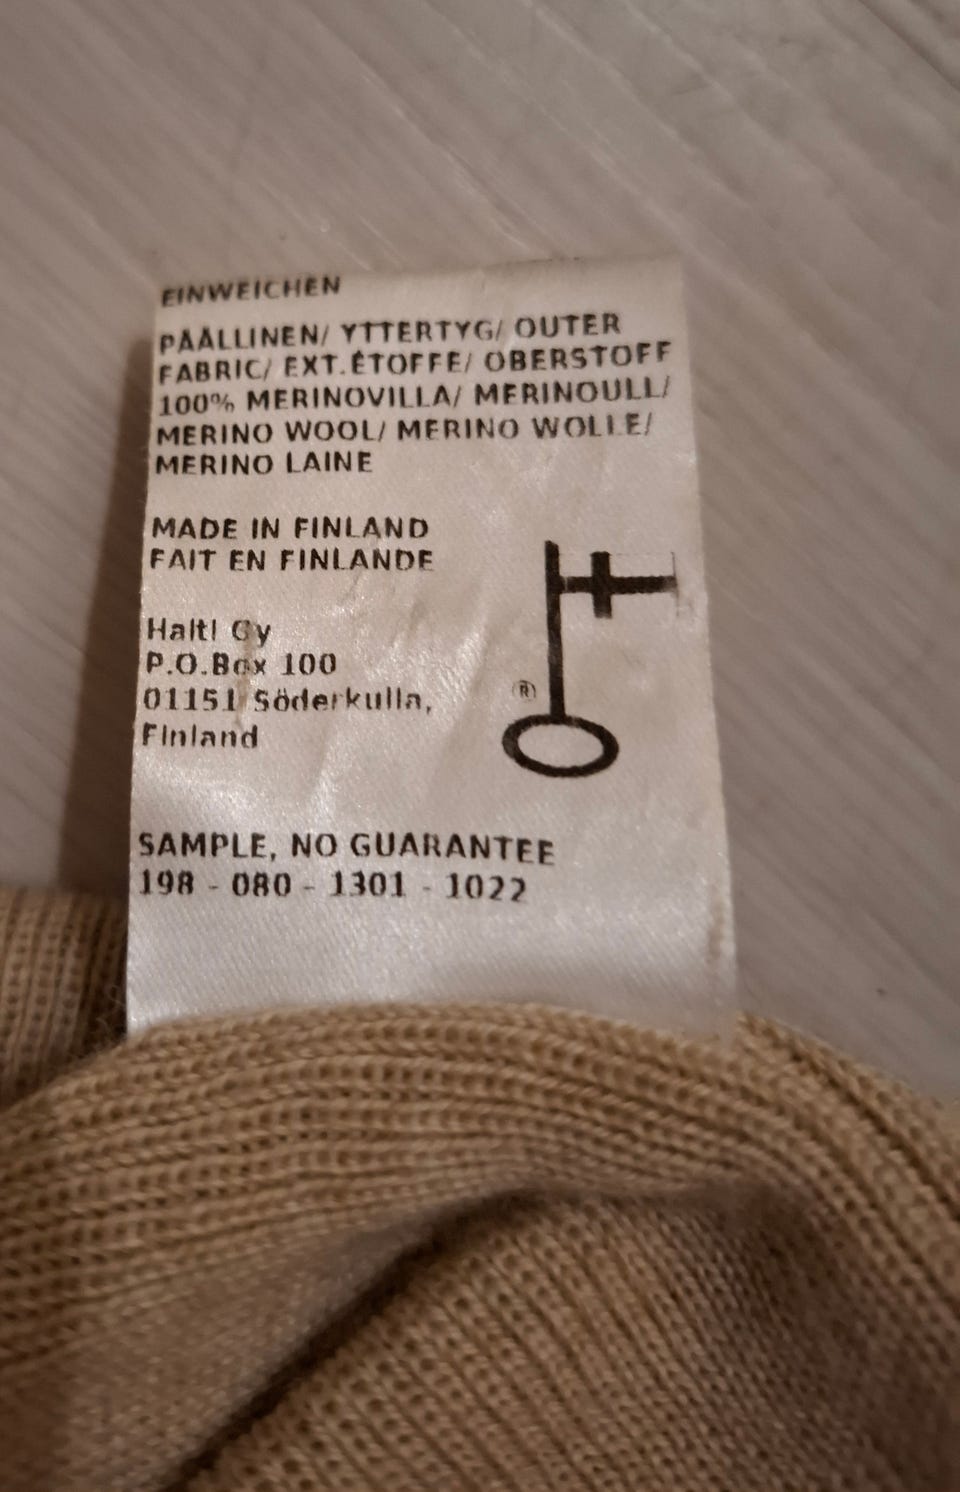 EINWEICHEN
PÄÄLLINEN/ YTTERTYG/ OUTER
FABRIC/ EXT.ÉTOFFE/ OBERSTOFF
100% MERINOVILLA/ MERINOULL/
MERINO WOOL/ MERINO WOLLE/
MERINO LAINE
MADE IN FINLAND
FAIT EN FINLANDE
Halti Oy
P.O.Box 100
01151 Söderkulla,
Finland
®
SAMPLE, NO GUARANTEE
198 - 080 - 1301 - 1022